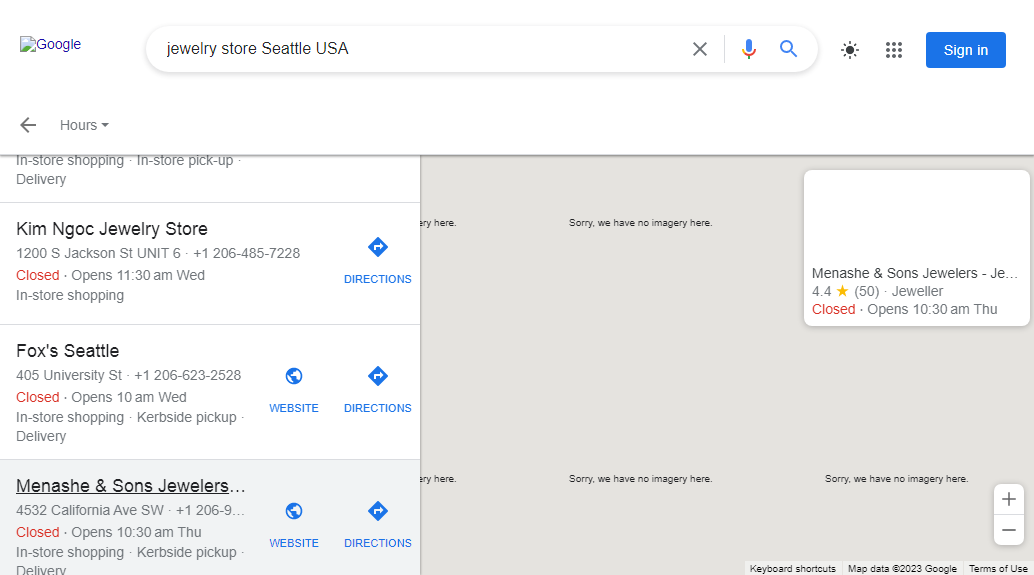 Google
jewelry store Seattle USA
Sign in
Hours
In-store shopping · In-store pick-up ·
Delivery
Kim Ngoc Jewelry Store
1200 S Jackson St UNIT 6 · +1 206-485-7228
Closed · Opens 11:30 am Wed
In-store shopping
DIRECTIONS
Fox's Seattle
405 University St · +1 206-623-2528
Closed · Opens 10 am Wed
In-store shopping · Kerbside pickup ·
Delivery
WEBSITE
DIRECTIONS
Menashe & Sons Jewelers…
4532 California Ave SW · +1 206-9…
Closed · Opens 10:30 am Thu
In-store shopping · Kerbside pickup ·
Delivery
WEBSITE
DIRECTIONS
ery here.
Sorry, we have no imagery here.
Menashe & Sons Jewelers - Je…
4.4 ★ (50) · Jeweller
Closed · Opens 10:30 am Thu
ery here.
Sorry, we have no imagery here.
Sorry, we have no imagery here.
Keyboard shortcuts
Map data ©2023 Google
Terms of Use